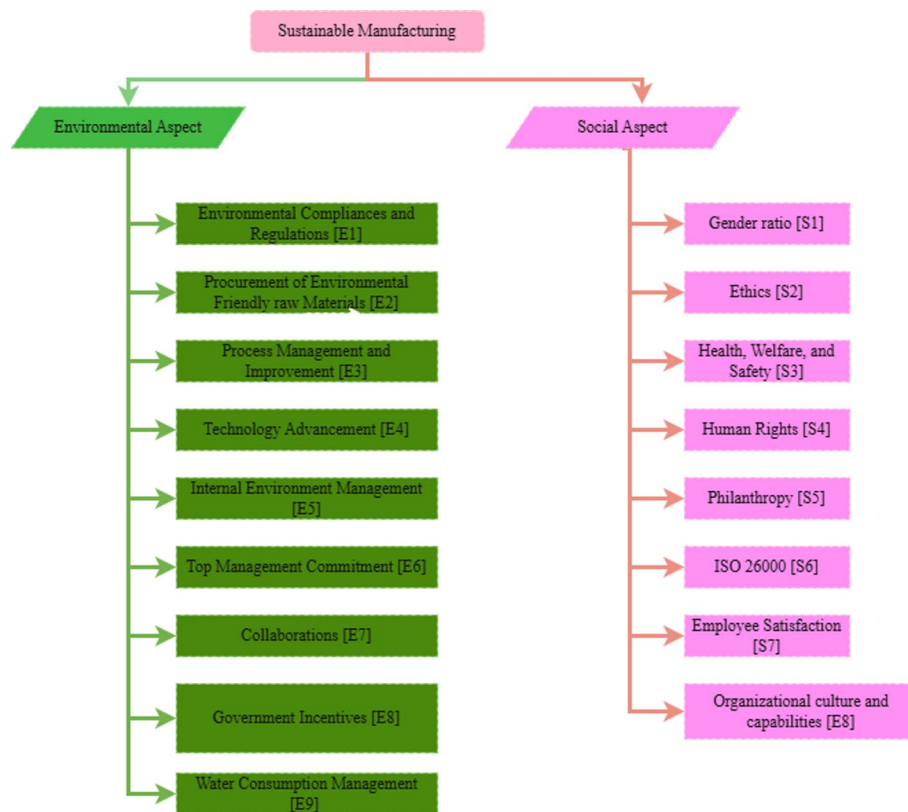 Sustainable Manufacturing
Environmental Aspect
Environmental Compliances and
Regulations [E1]
Procurement of Environmental
Friendly raw Materials [E2]
Process Management and
Improvement [E3]
Technology Advancement [E4]
Internal Environment Management
[E5]
Top Management Commitment [E6]
Collaborations [E7]
Government Incentives [E8]
Water Consumption Management
[E9]
Social Aspect
Gender ratio [S1]
Ethics [S2]
Health, Welfare, and
Safety [S3]
Human Rights [S4]
Philanthropy [S5]
ISO 26000 [S6]
Employee Satisfaction
[S7]
Organizational culture and
capabilities [E8]